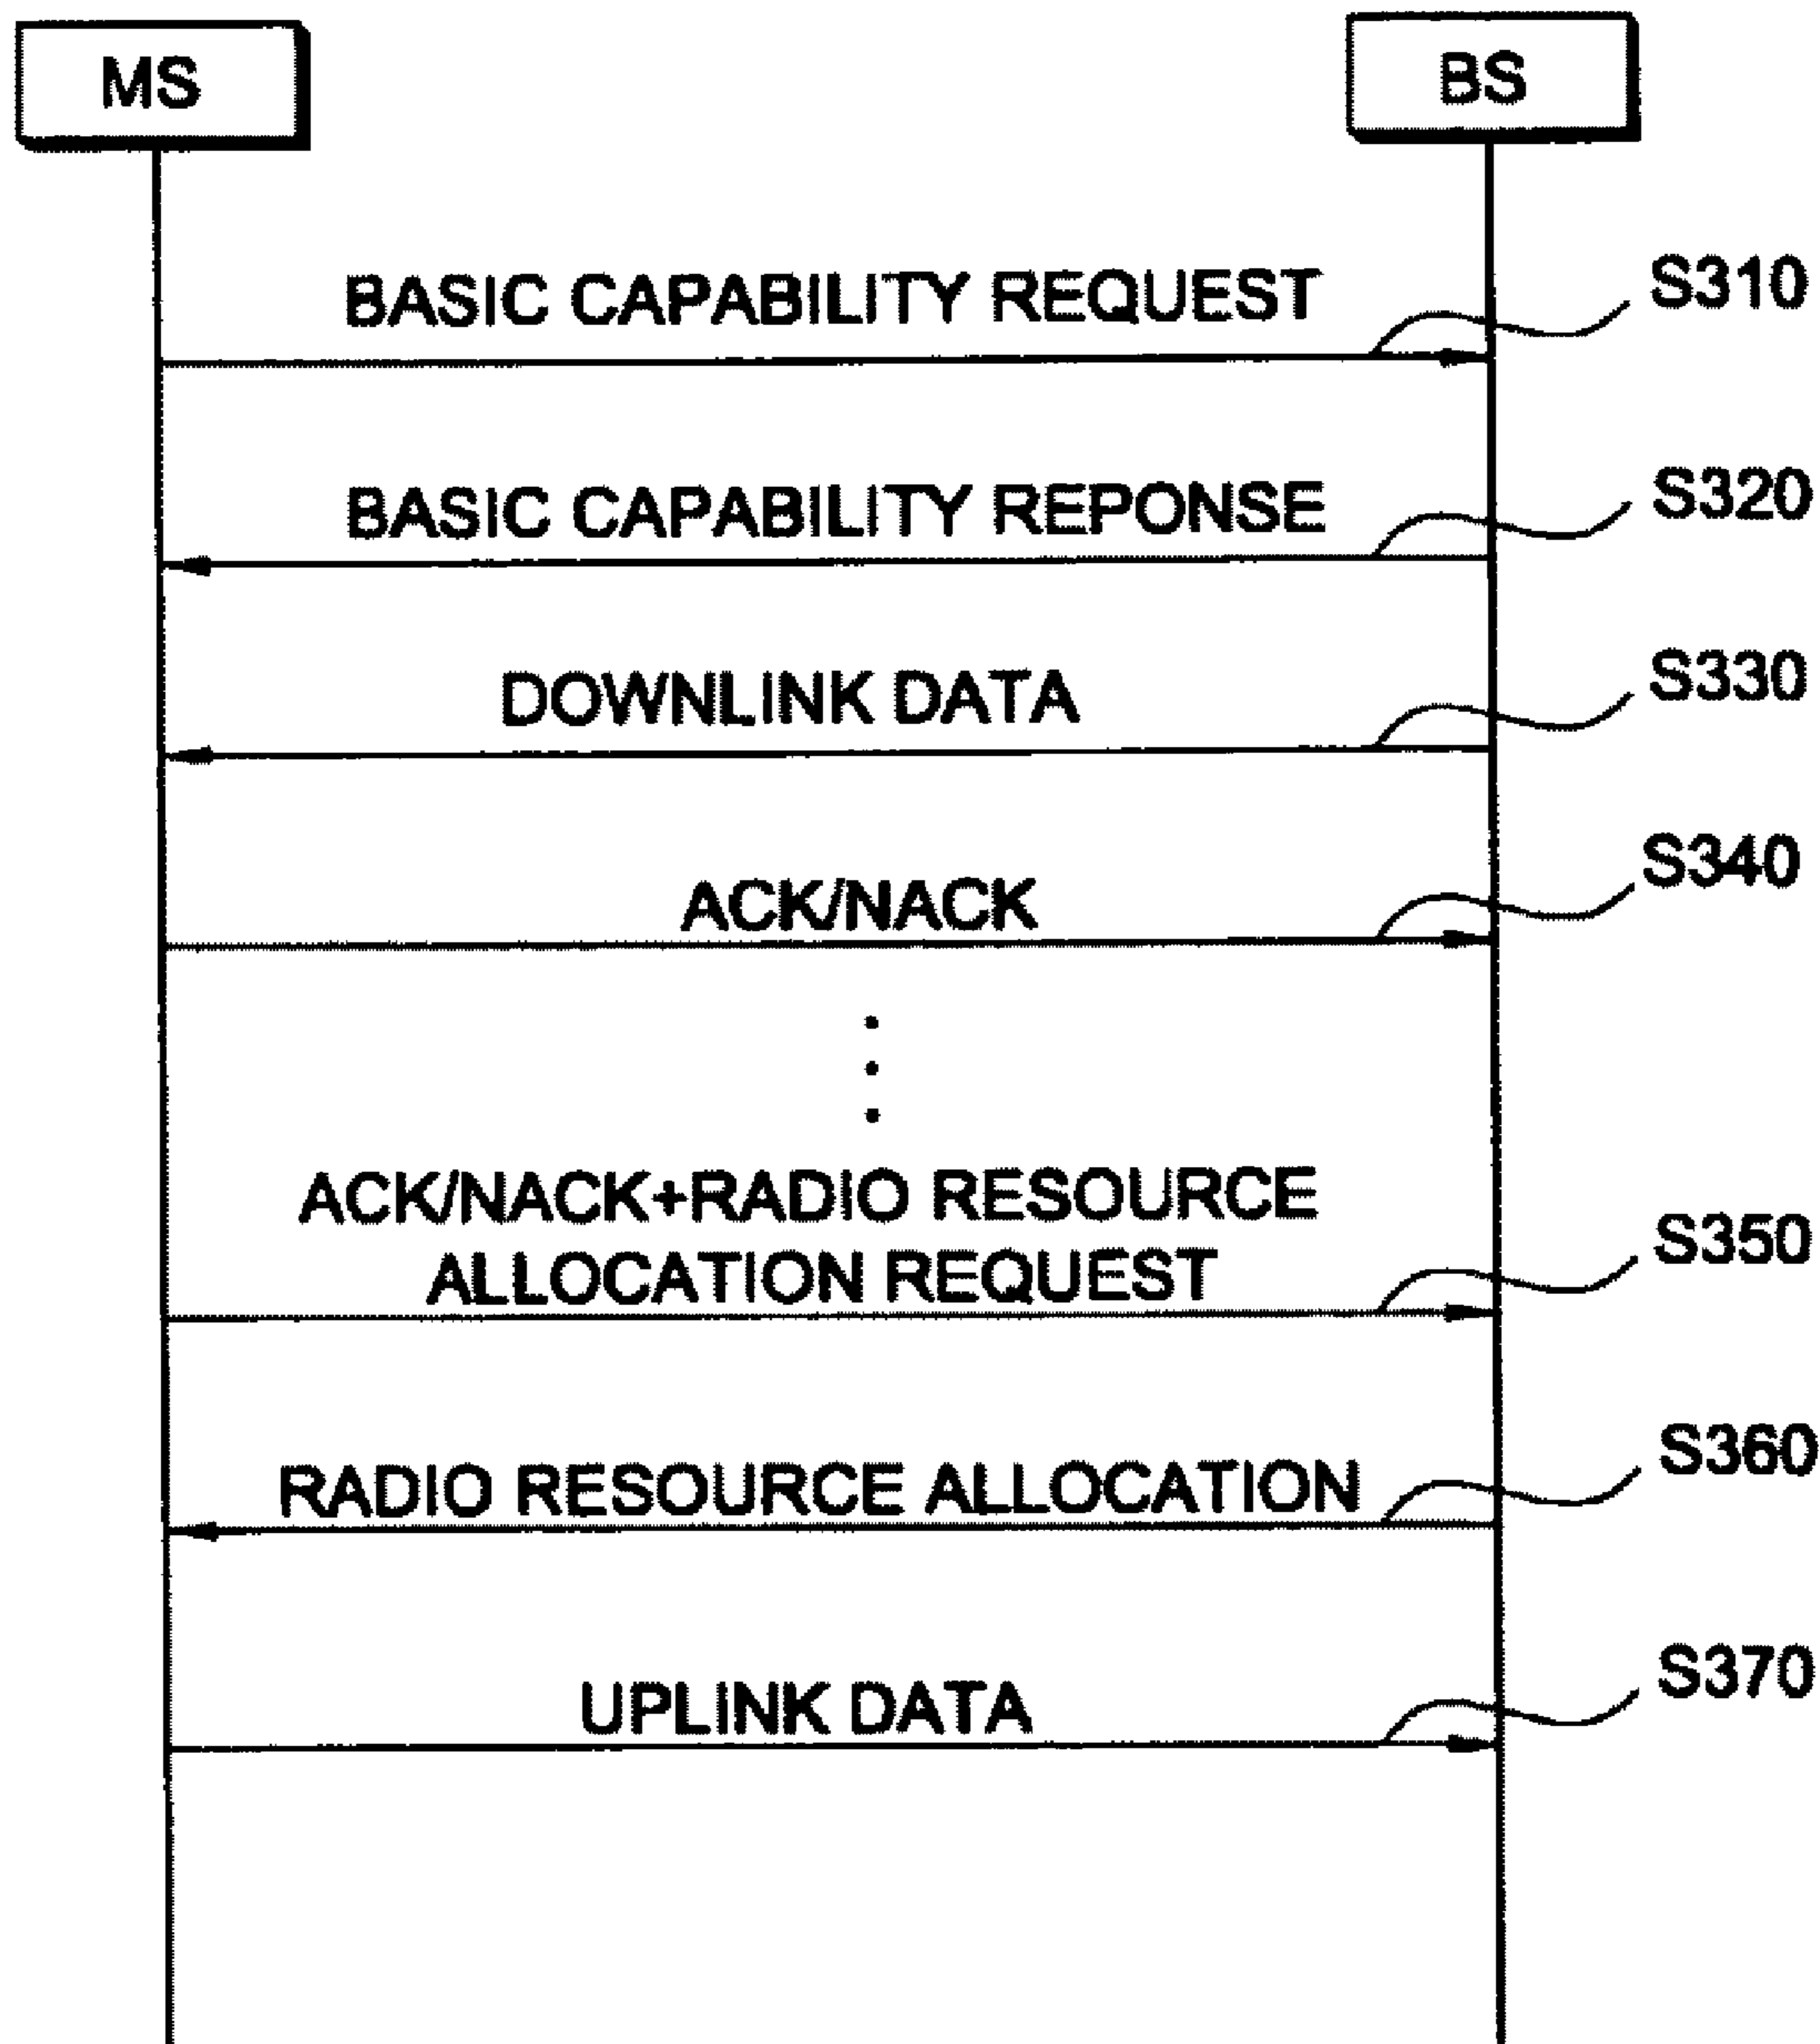 MS
BS
BASIC CAPABILITY REQUEST
S310
BASIC CAPABILITY REPONSE
S320
DOWNLINK DATA
S330
ACK/NACK
S340
ACK/NACK+RADIO RESOURCE
ALLOCATION REQUEST
S350
RADIO RESOURCE ALLOCATION
S360
UPLINK DATA
S370